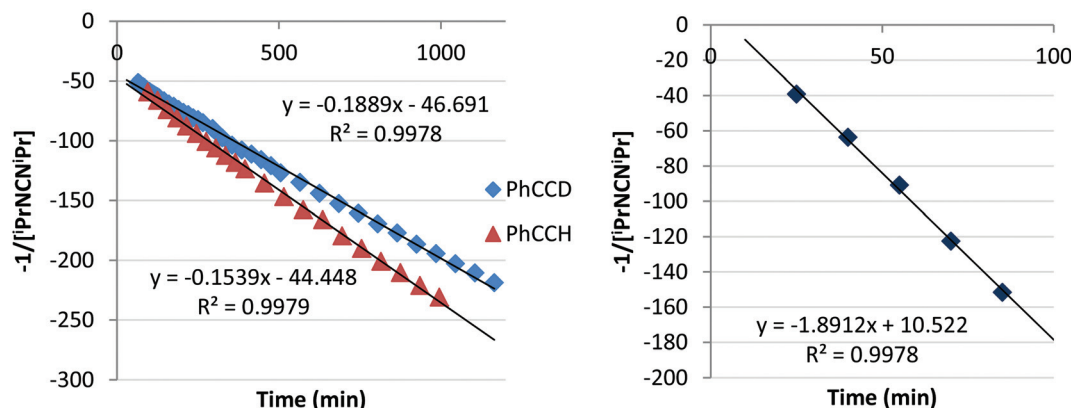 0
0
500
1000
-50
-100
-150
-200
-250
-300
-1/[ⁱPrNCNⁱPr]
y = -0.1889x - 46.691
R² = 0.9978
PhCCD
PhCCH
y = -0.1539x - 44.448
R² = 0.9979
Time (min)
0
0
50
100
-20
-40
-60
-80
-100
-120
-140
-160
-180
-200
-1/[ⁱPrNCNⁱPr]
y = -1.8912x + 10.522
R² = 0.9978
Time (min)